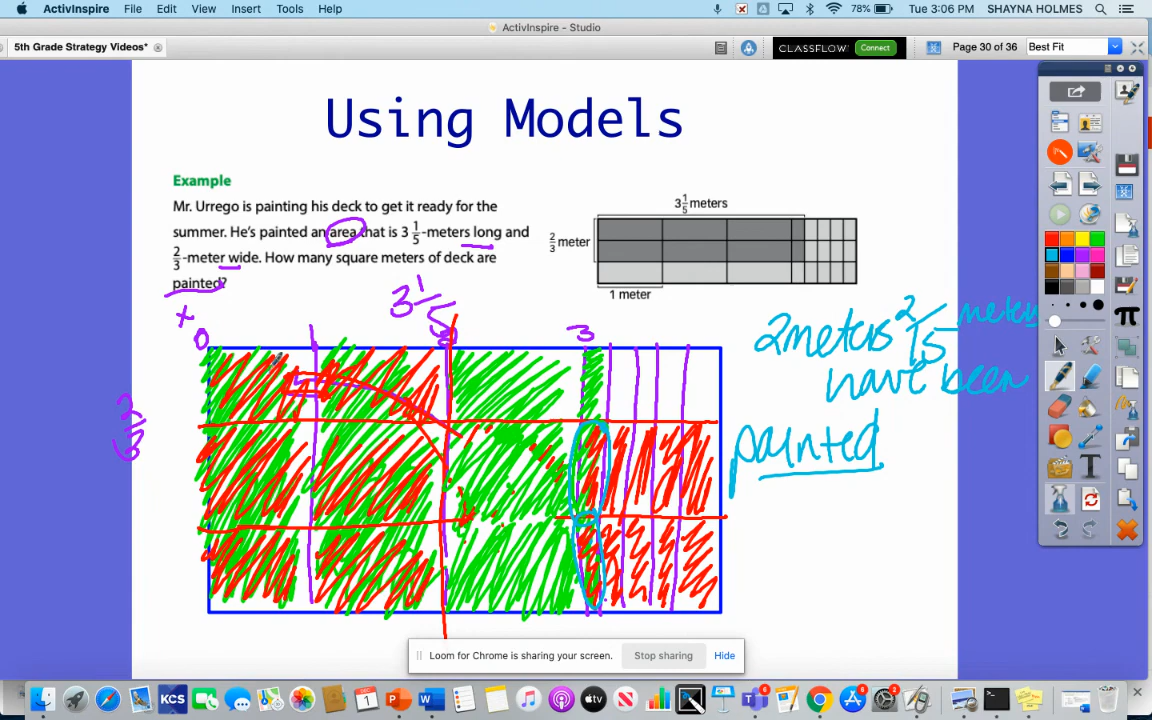 ActivInspire File Edit View Insert Tools Help 78% Tue 3:06 PM SHAYNA HOLMES
ActivInspire - Studio
5th Grade Strategy Videos* CLASSFLOW Connect Page 30 of 36 Best Fit
Using Models
Example
Mr. Urrego is painting his deck to get it ready for the
summer. He's painted an area that is 3 1/5-meters long and
2/3-meter wide. How many square meters of deck are
painted?
3 1/5 meters
2/3 meter
1 meter
x
3 1/5
0 1 3
2/3
2 meters 2/15 meters
have been
painted
π
T
Loom for Chrome is sharing your screen. Stop sharing Hide
KCS